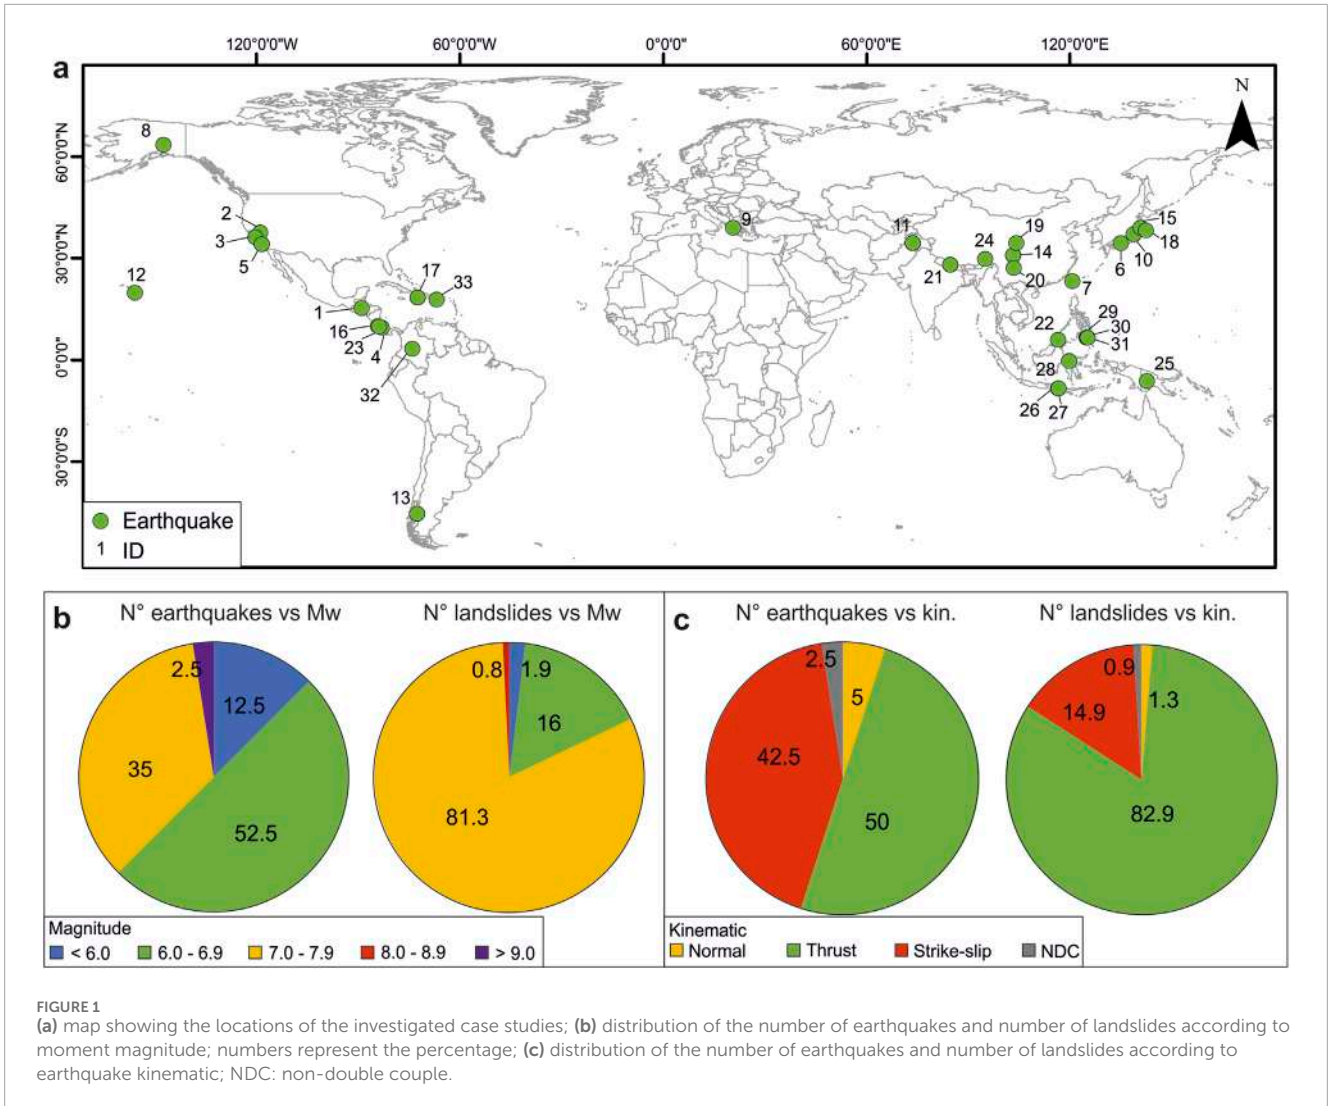 120°0'0"W 60°0'0"W 0°0'0" 60°0'0"E 120°0'0"E
a
N
60°0'0"N
30°0'0"N
0°0'0"
30°0'0"S
8
2
3
5
12
1
16
23
4
17
33
32
13
9
11
21
24
19
14
20
7
15
18
10
6
22
29
30
31
28
25
26
27
Earthquake
1 ID
b
N° earthquakes vs Mw
N° landslides vs Mw
2.5
12.5
35
52.5
0.8
1.9
16
81.3
Magnitude
< 6.0 6.0 - 6.9 7.0 - 7.9 8.0 - 8.9 > 9.0
c
N° earthquakes vs kin.
N° landslides vs kin.
2.5
5
42.5
50
0.9
1.3
14.9
82.9
Kinematic
Normal Thrust Strike-slip NDC
FIGURE 1
(a) map showing the locations of the investigated case studies; (b) distribution of the number of earthquakes and number of landslides according to
moment magnitude; numbers represent the percentage; (c) distribution of the number of earthquakes and number of landslides according to
earthquake kinematic; NDC: non-double couple.